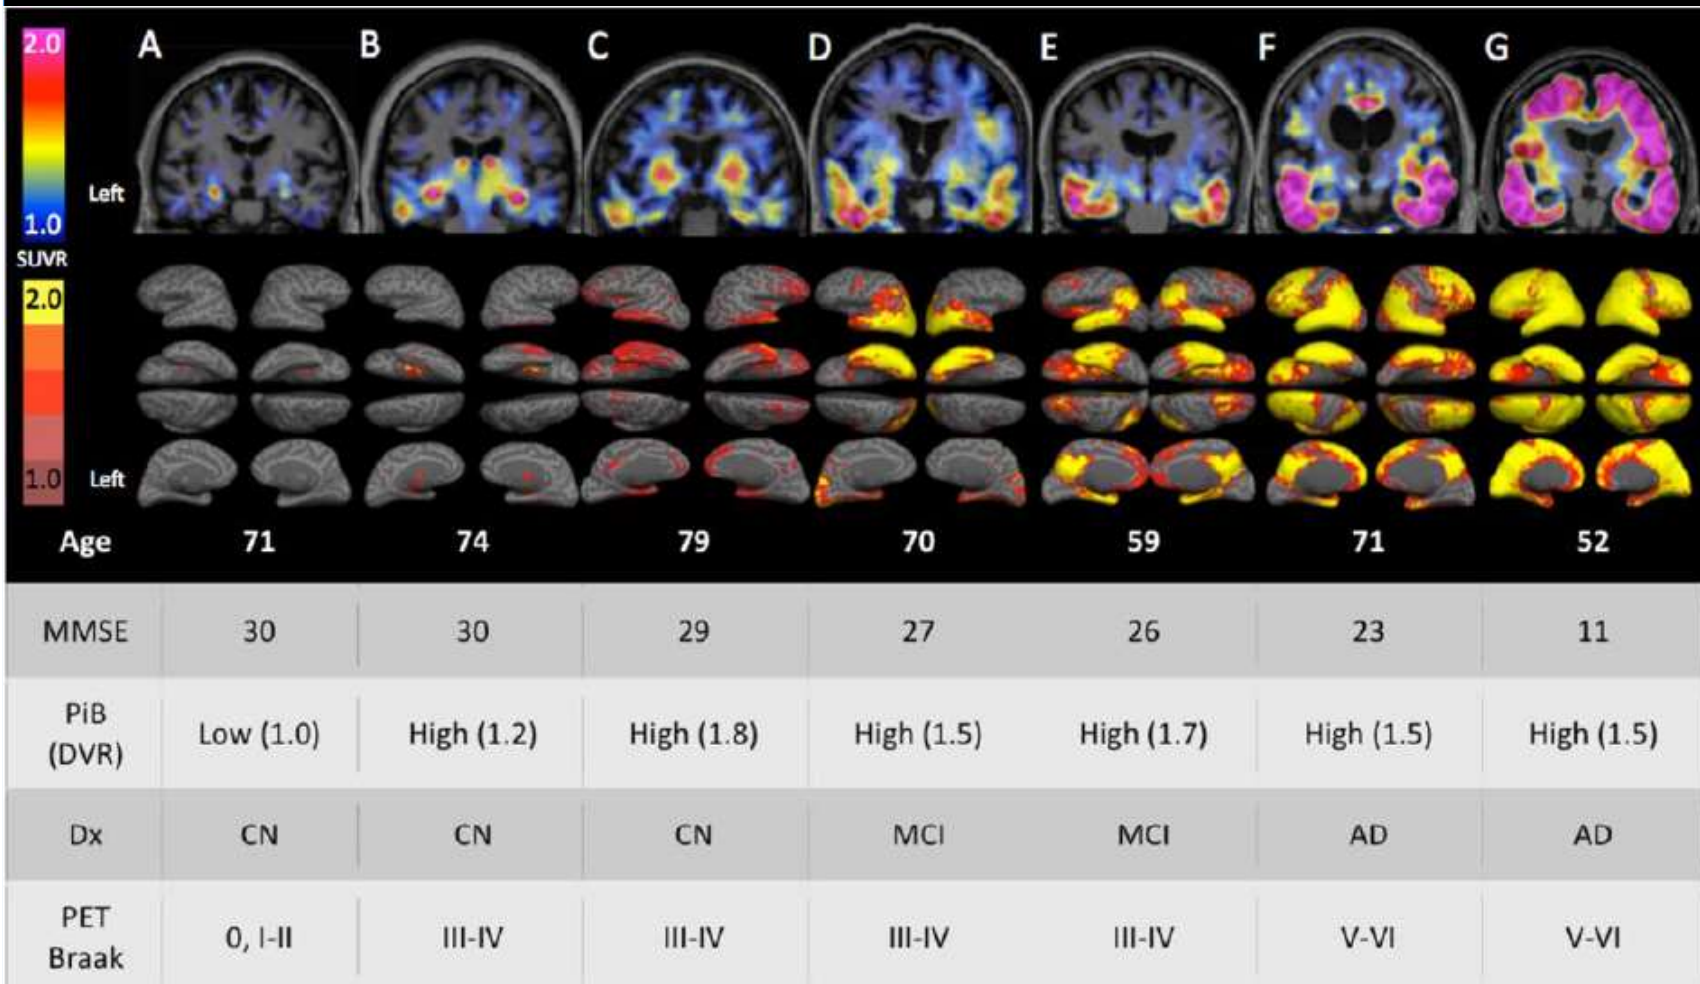 2.0
A B C D E F G
Left
1.0
SUVR
2.0
1.0
Left
Age 71 74 79 70 59 71 52
MMSE 30 30 29 27 26 23 11
PiB
(DVR) Low (1.0) High (1.2) High (1.8) High (1.5) High (1.7) High (1.5) High (1.5)
Dx CN CN CN MCI MCI AD AD
PET
Braak 0, I-II III-IV III-IV III-IV III-IV V-VI V-VI